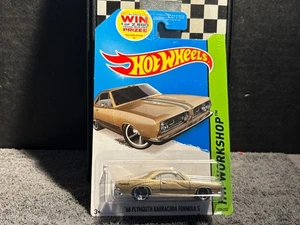 WIN
1 OF 2,500
PRIZES
Hot Wheels
HW WORKSHOP
'68 PLYMOUTH BARRACUDA FORMULA S